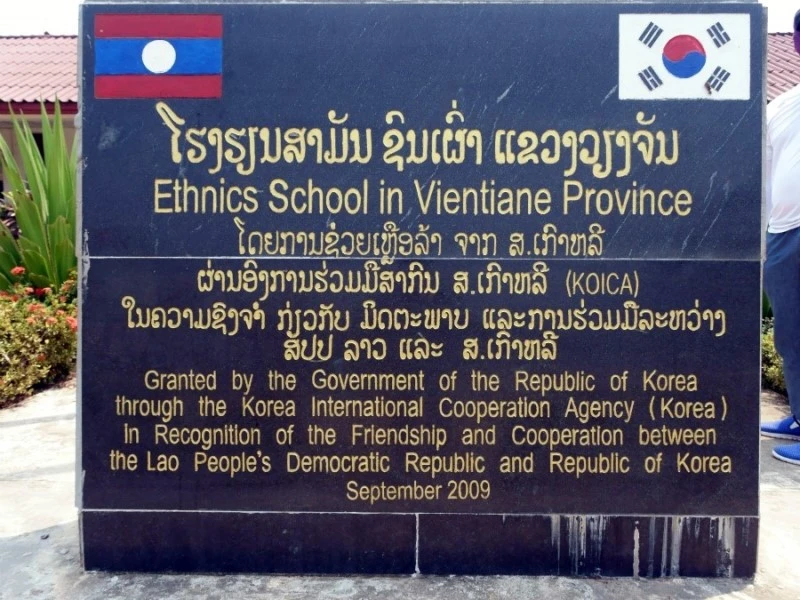 ໂຮງຮຽນສາມັນ ຊົນເຜົ່າ ແຂວງວຽງຈັນ
Ethnics School in Vientiane Province
ໂດຍການຊ່ວຍເຫຼືອລ້າ ຈາກ ສ.ເກົາຫລີ
ຜ່ານອົງການຮ່ວມມືສາກົນ ສ.ເກົາຫລີ (KOICA)
ໃນຄວາມຊົງຈຳ ກ່ຽວກັບ ມິດຕະພາບ ແລະການຮ່ວມມືລະຫວ່າງ
ສປປ ລາວ ແລະ ສ.ເກົາຫລີ
Granted by the Government of the Republic of Korea
through the Korea International Cooperation Agency (Korea)
In Recognition of the Friendship and Cooperation between
the Lao People's Democratic Republic and Republic of Korea
September 2009